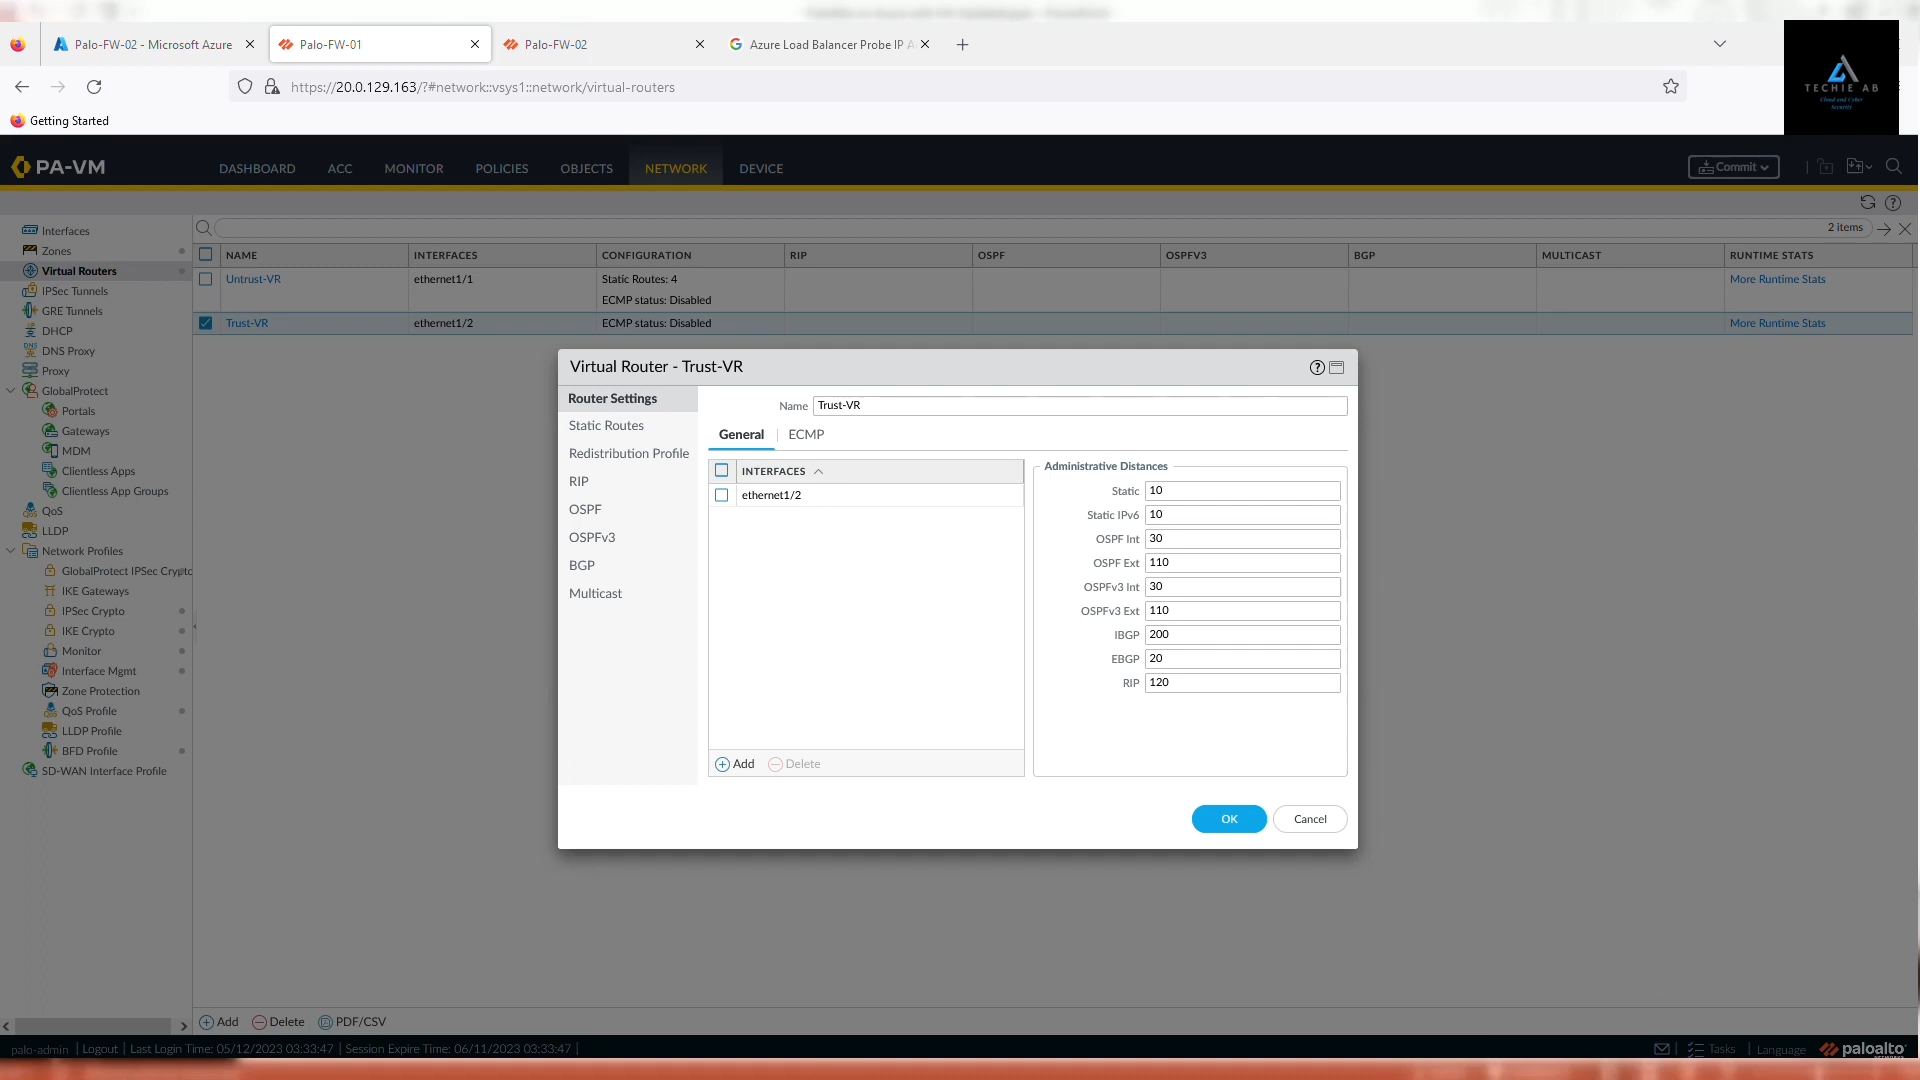 Palo-FW-02 - Microsoft Azure
Palo-FW-01
Palo-FW-02
Azure Load Balancer Probe IP A
https://20.0.129.163/?#network::vsys1::network/virtual-routers
TECHIE AB
Cloud and Cyber
Security
Getting Started
PA-VM
DASHBOARD
ACC
MONITOR
POLICIES
OBJECTS
NETWORK
DEVICE
Commit
2 items
Interfaces
Zones
Virtual Routers
IPSec Tunnels
GRE Tunnels
DHCP
DNS Proxy
Proxy
GlobalProtect
Portals
Gateways
MDM
Clientless Apps
Clientless App Groups
QoS
LLDP
Network Profiles
GlobalProtect IPSec Crypto
IKE Gateways
IPSec Crypto
IKE Crypto
Monitor
Interface Mgmt
Zone Protection
QoS Profile
LLDP Profile
BFD Profile
SD-WAN Interface Profile
NAME INTERFACES CONFIGURATION RIP OSPF OSPFV3 BGP MULTICAST RUNTIME STATS
Untrust-VR ethernet1/1 Static Routes: 4 More Runtime Stats
ECMP status: Disabled
Trust-VR ethernet1/2 ECMP status: Disabled More Runtime Stats
Virtual Router - Trust-VR
Router Settings
Static Routes
Redistribution Profile
RIP
OSPF
OSPFv3
BGP
Multicast
Name Trust-VR
General ECMP
INTERFACES
ethernet1/2
Add Delete
Administrative Distances
Static 10
Static IPv6 10
OSPF Int 30
OSPF Ext 110
OSPFv3 Int 30
OSPFv3 Ext 110
IBGP 200
EBGP 20
RIP 120
OK Cancel
Add Delete PDF/CSV
palo-admin | Logout | Last Login Time: 05/12/2023 03:33:47 | Session Expire Time: 06/11/2023 03:33:47 |
Tasks | Language
paloalto
NETWORKS